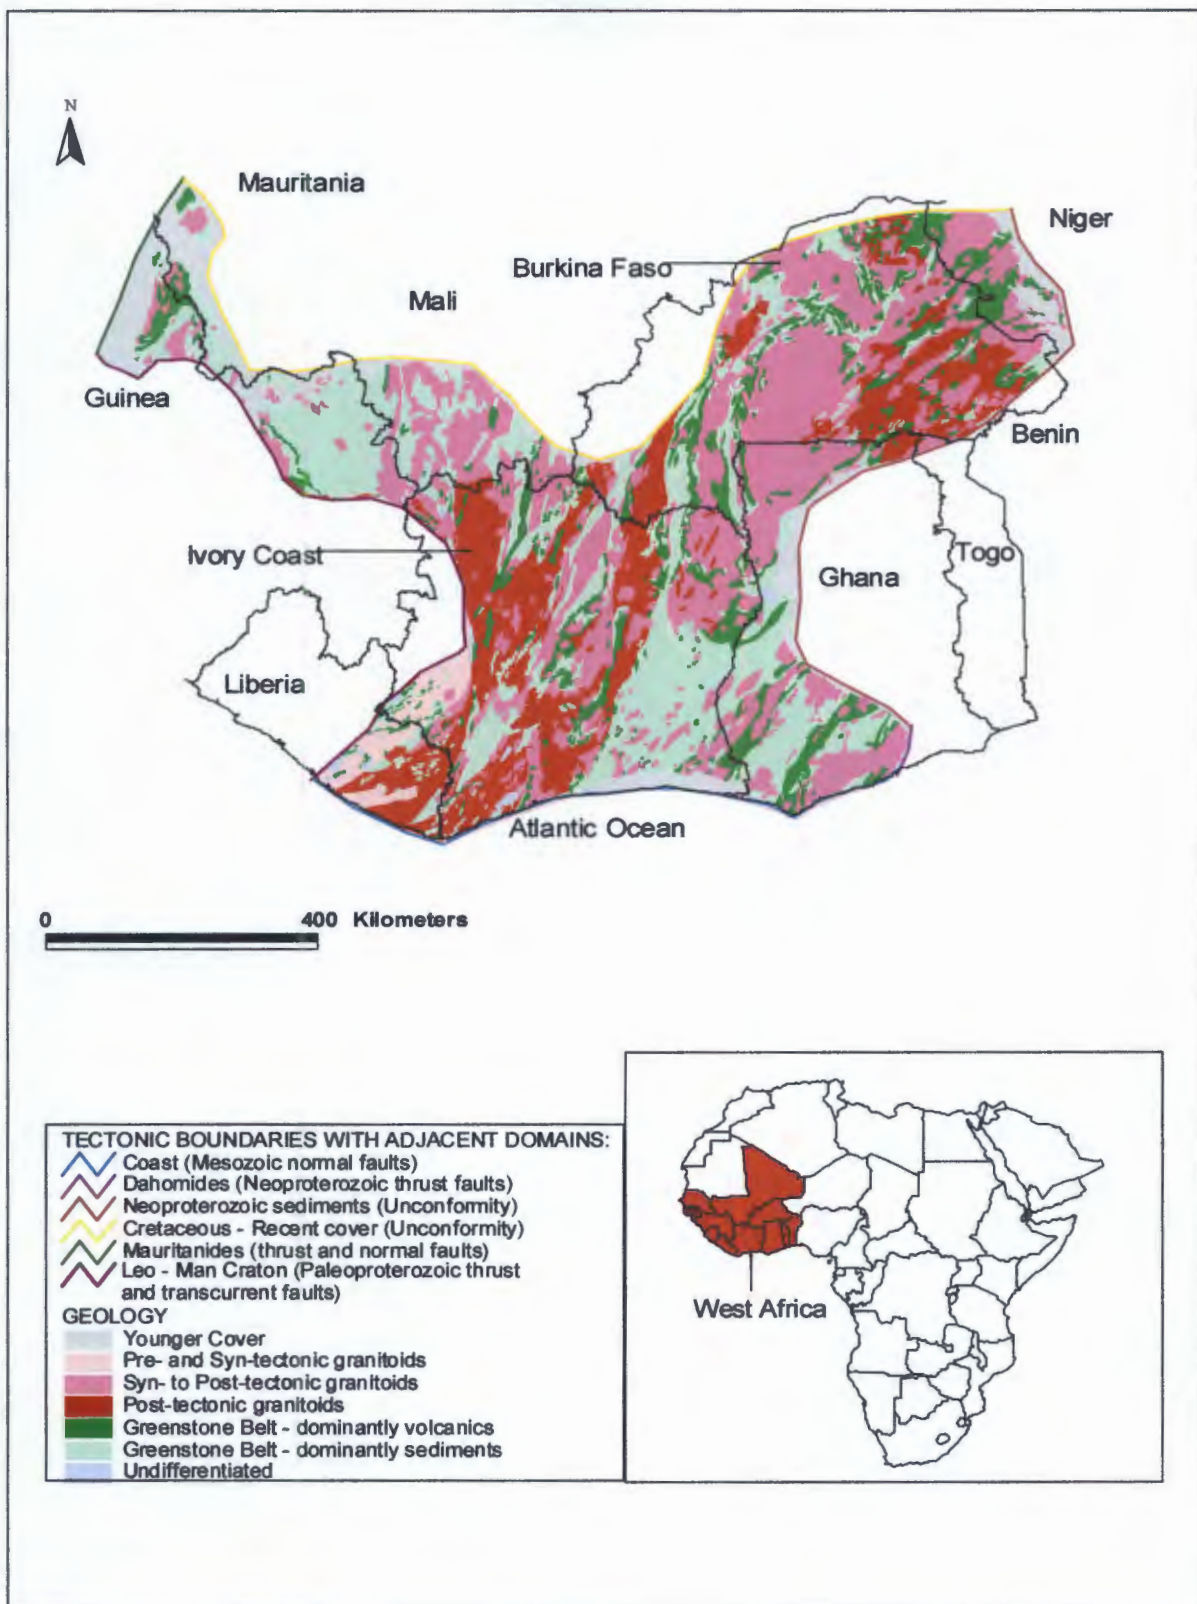 N
Mauritania
Niger
Burkina Faso
Mali
Guinea
Benin
Ivory Coast
Togo
Ghana
Liberia
Atlantic Ocean
0 400 Kilometers
TECTONIC BOUNDARIES WITH ADJACENT DOMAINS:
Coast (Mesozoic normal faults)
Dahomides (Neoproterozoic thrust faults)
Neoproterozoic sediments (Unconformity)
Cretaceous - Recent cover (Unconformity)
Mauritanides (thrust and normal faults)
Leo - Man Craton (Paleoproterozoic thrust
and transcurrent faults)
GEOLOGY
Younger Cover
Pre- and Syn-tectonic granitoids
Syn- to Post-tectonic granitoids
Post-tectonic granitoids
Greenstone Belt - dominantly volcanics
Greenstone Belt - dominantly sediments
Undifferentiated
West Africa